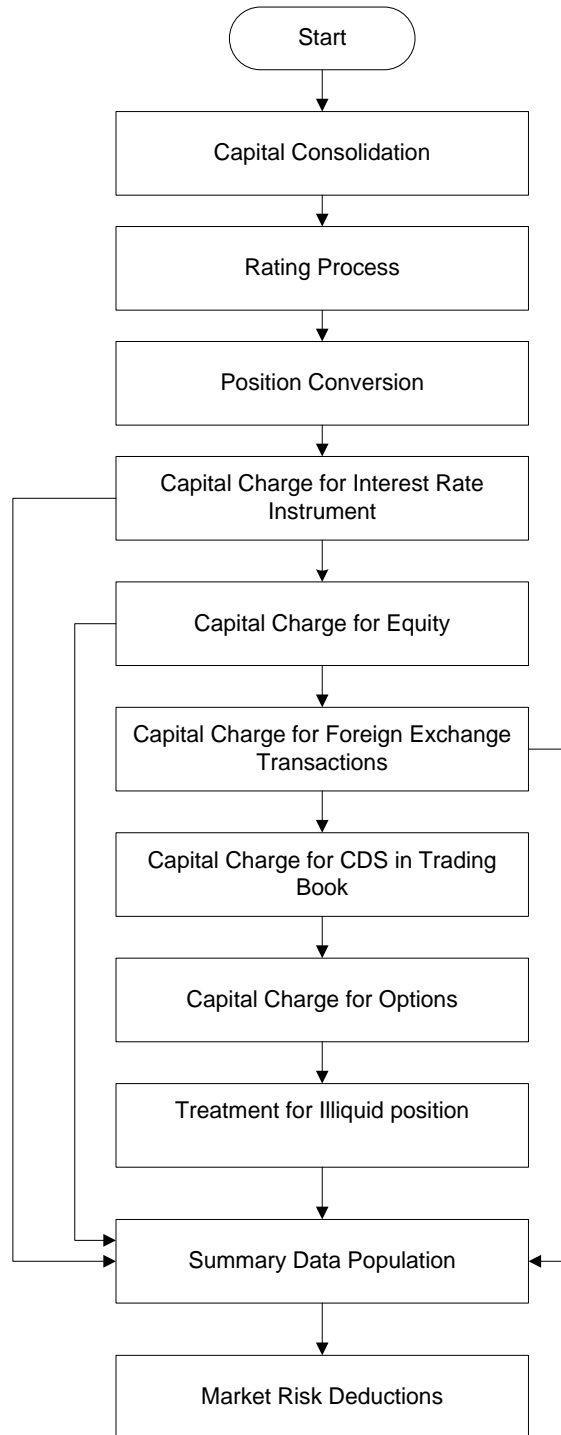 Start
Capital Consolidation
Rating Process
Position Conversion
Capital Charge for Interest Rate
Instrument
Capital Charge for Equity
Capital Charge for Foreign Exchange
Transactions
Capital Charge for CDS in Trading
Book
Capital Charge for Options
Treatment for Illiquid position
Summary Data Population
Market Risk Deductions